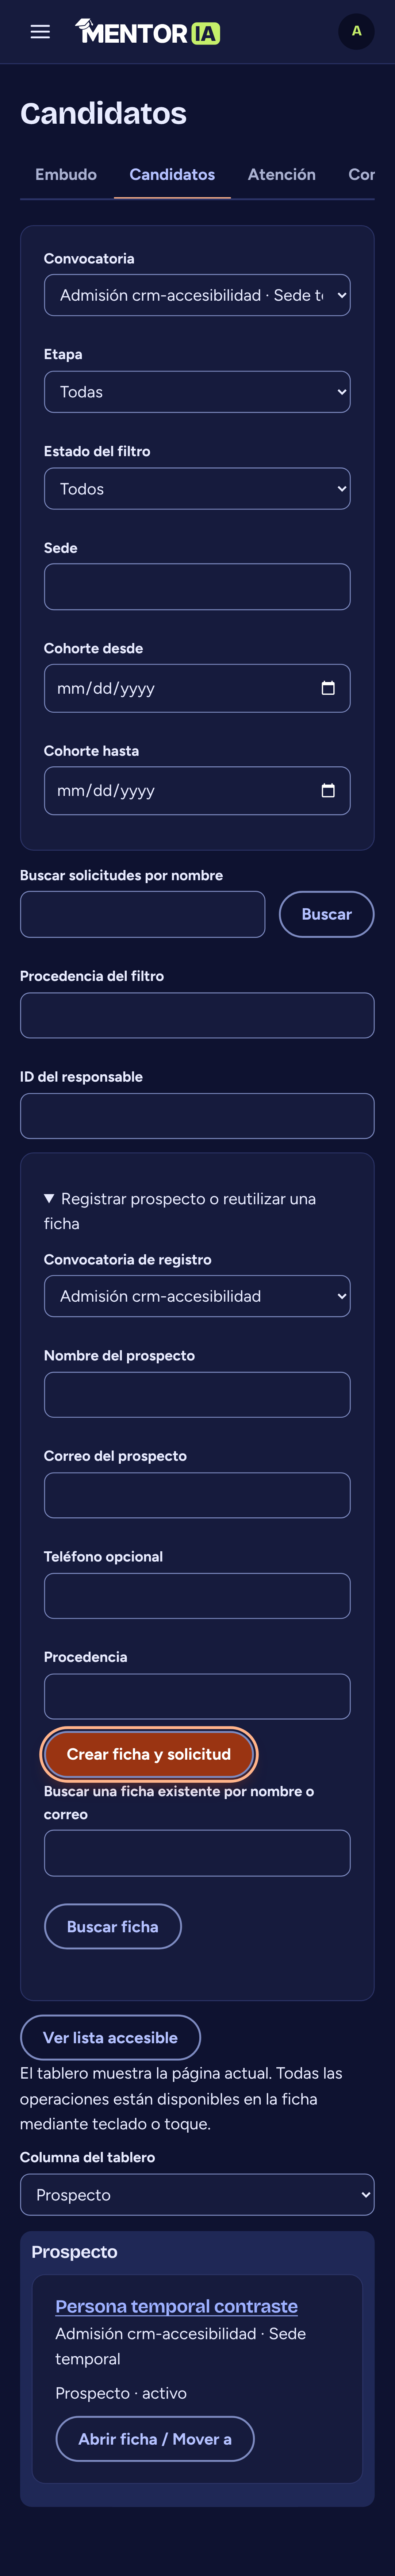 MENTOR IA
A
Candidatos
Embudo
Candidatos
Atención
Cor
Convocatoria
Admisión crm-accesibilidad · Sede t
Etapa
Todas
Estado del filtro
Todos
Sede
Cohorte desde
mm/dd/yyyy
Cohorte hasta
mm/dd/yyyy
Buscar solicitudes por nombre
Buscar
Procedencia del filtro
ID del responsable
▼ Registrar prospecto o reutilizar una
ficha
Convocatoria de registro
Admisión crm-accesibilidad
Nombre del prospecto
Correo del prospecto
Teléfono opcional
Procedencia
Crear ficha y solicitud
Buscar una ficha existente por nombre o
correo
Buscar ficha
Ver lista accesible
El tablero muestra la página actual. Todas las
operaciones están disponibles en la ficha
mediante teclado o toque.
Columna del tablero
Prospecto
Prospecto
Persona temporal contraste
Admisión crm-accesibilidad · Sede
temporal
Prospecto · activo
Abrir ficha / Mover a